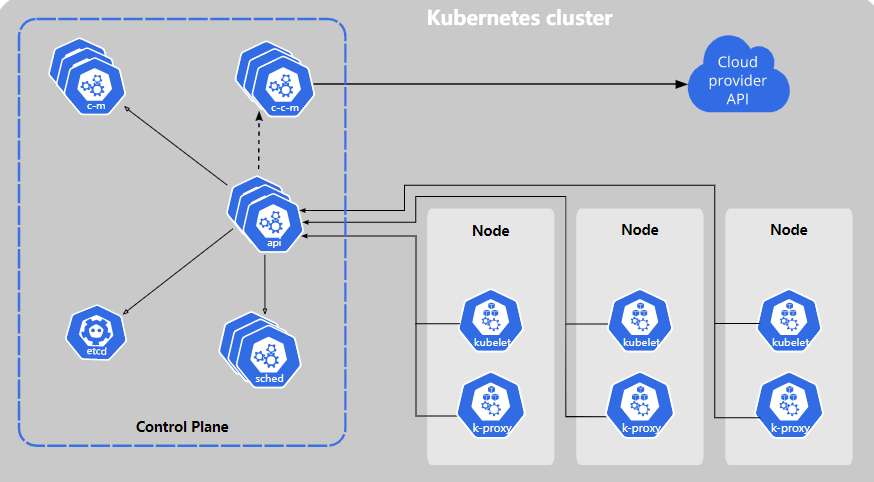 Kubernetes cluster
c-m
c-c-m
Cloud
provider
API
api
etcd
sched
Control Plane
Node
kubelet
k-proxy
Node
kubelet
k-proxy
Node
kubelet
k-proxy